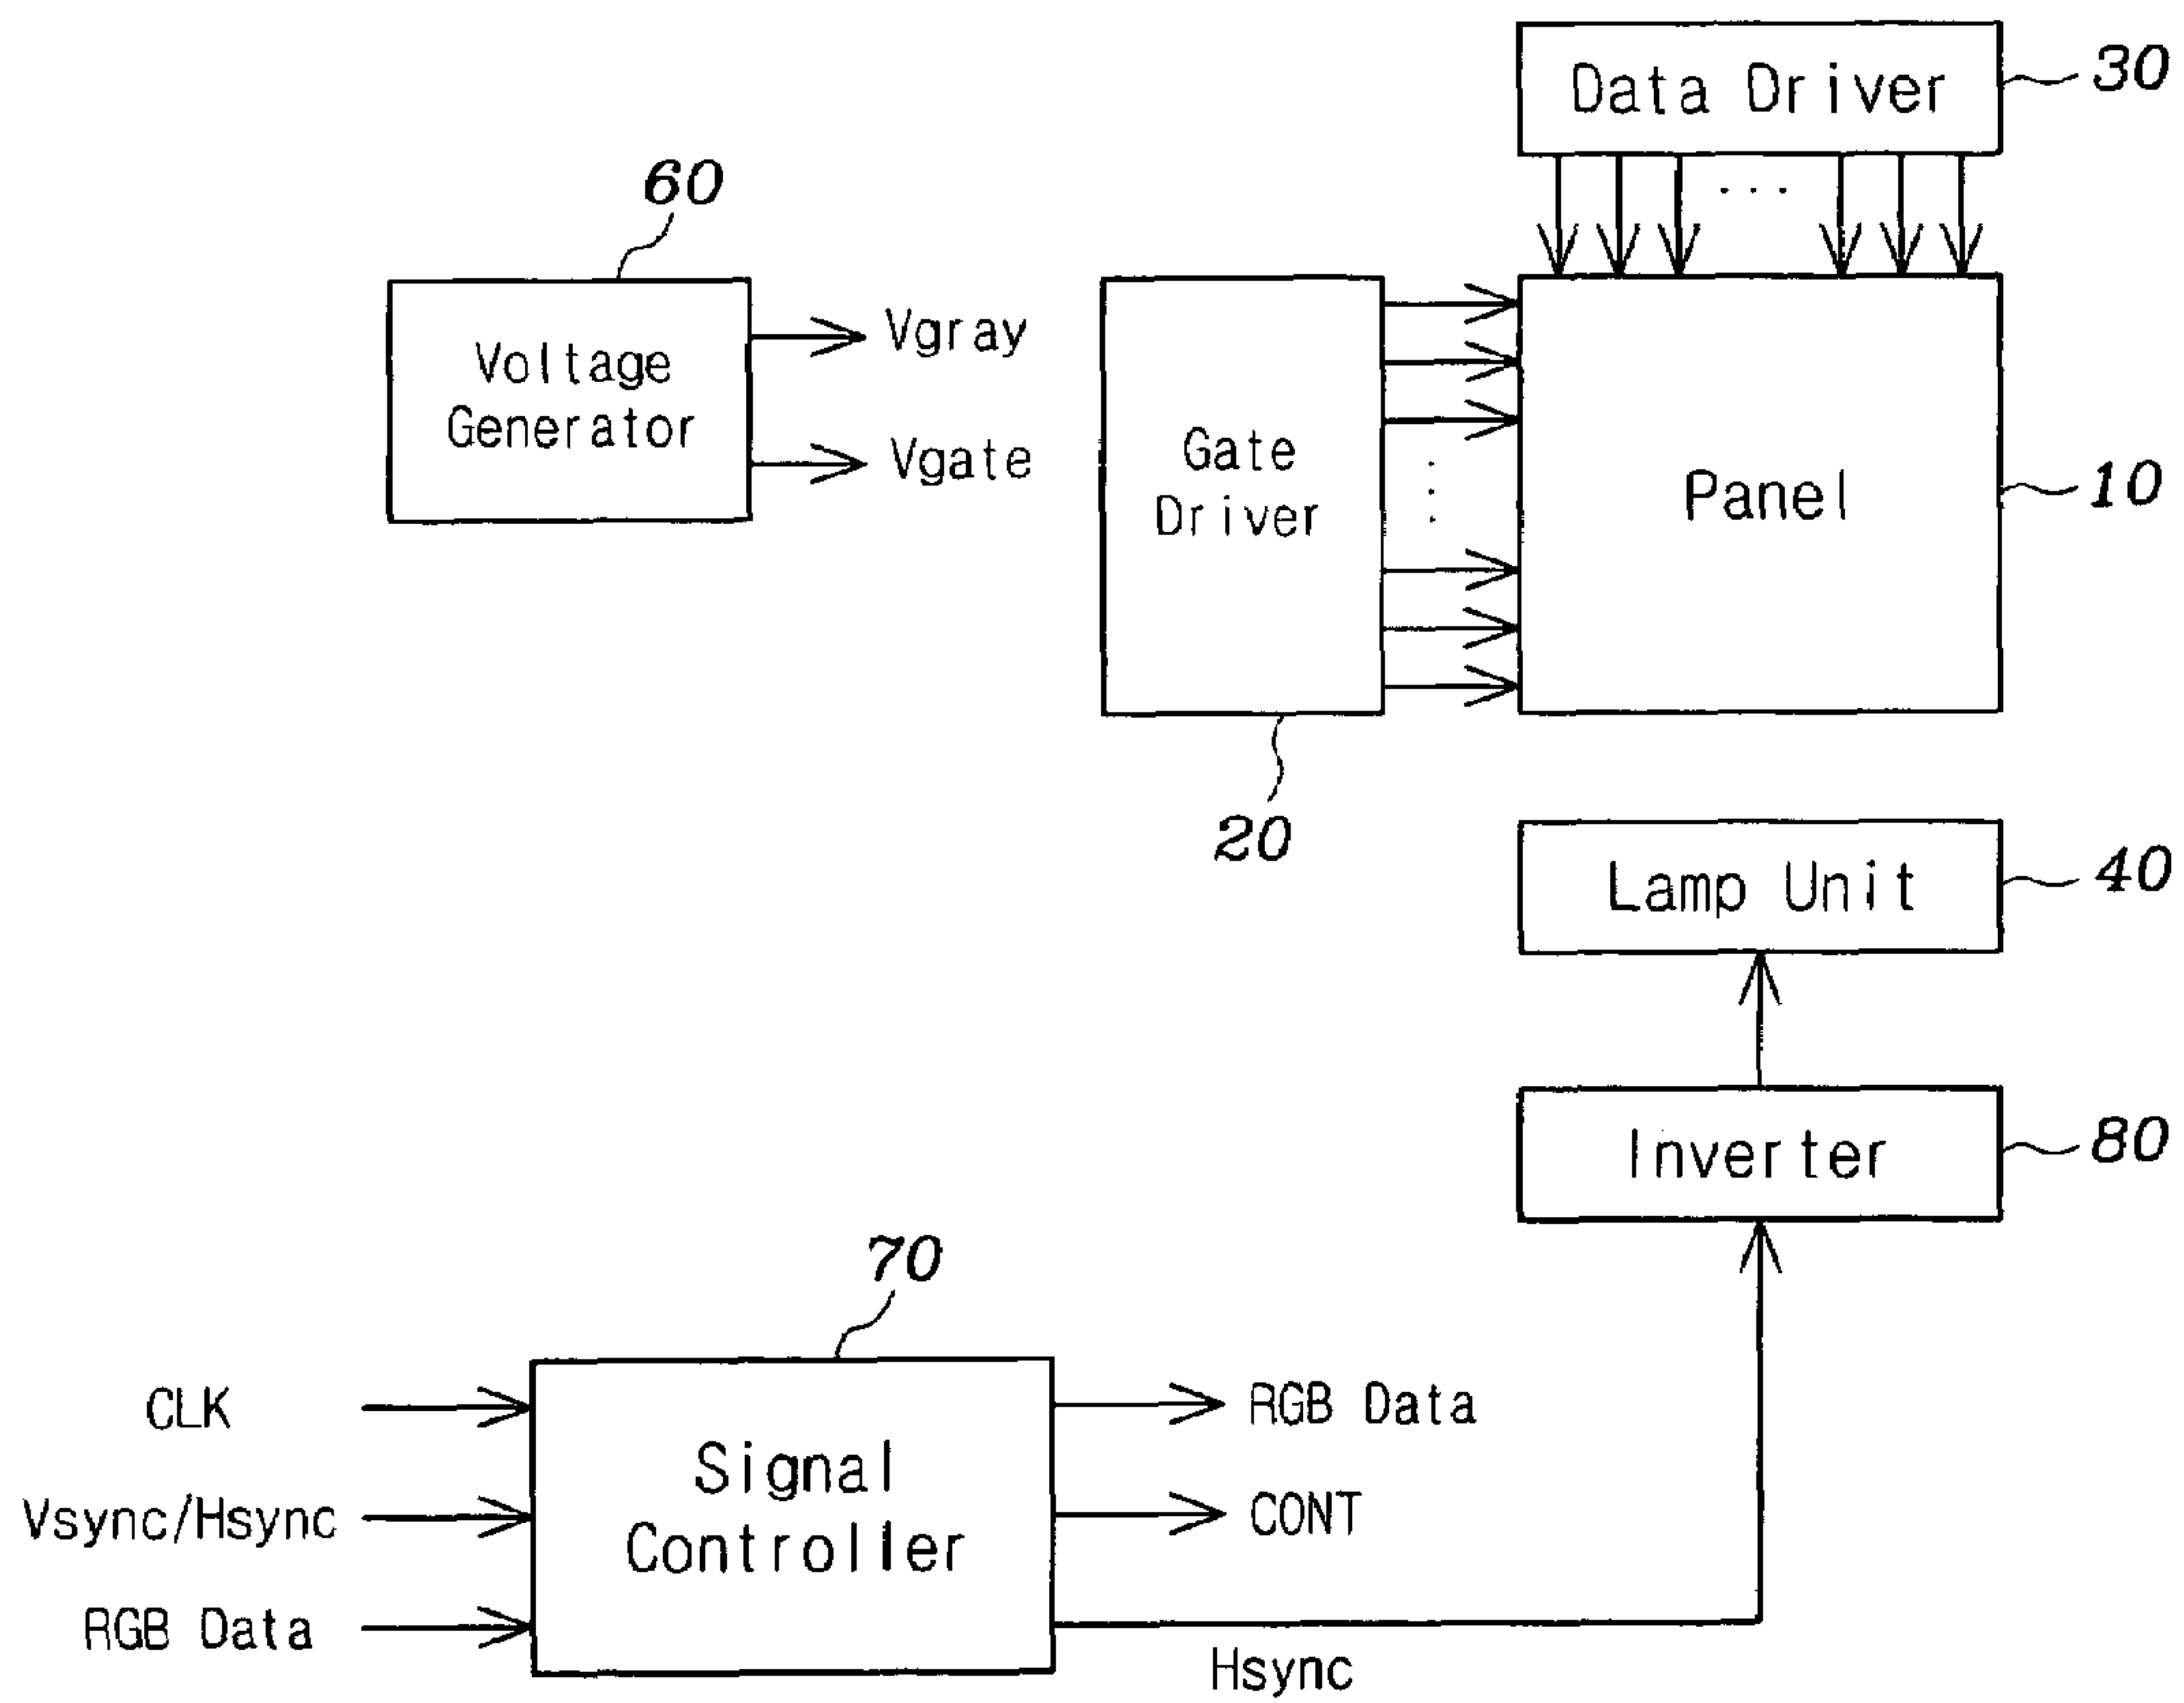 Data Driver
30
60
Voltage
Generator
Vgray
Vgate
Gate
Driver
Panel
10
20
Lamp Unit
40
Inverter
80
70
CLK
Vsync/Hsync
RGB Data
Signal
Controller
RGB Data
CONT
Hsync